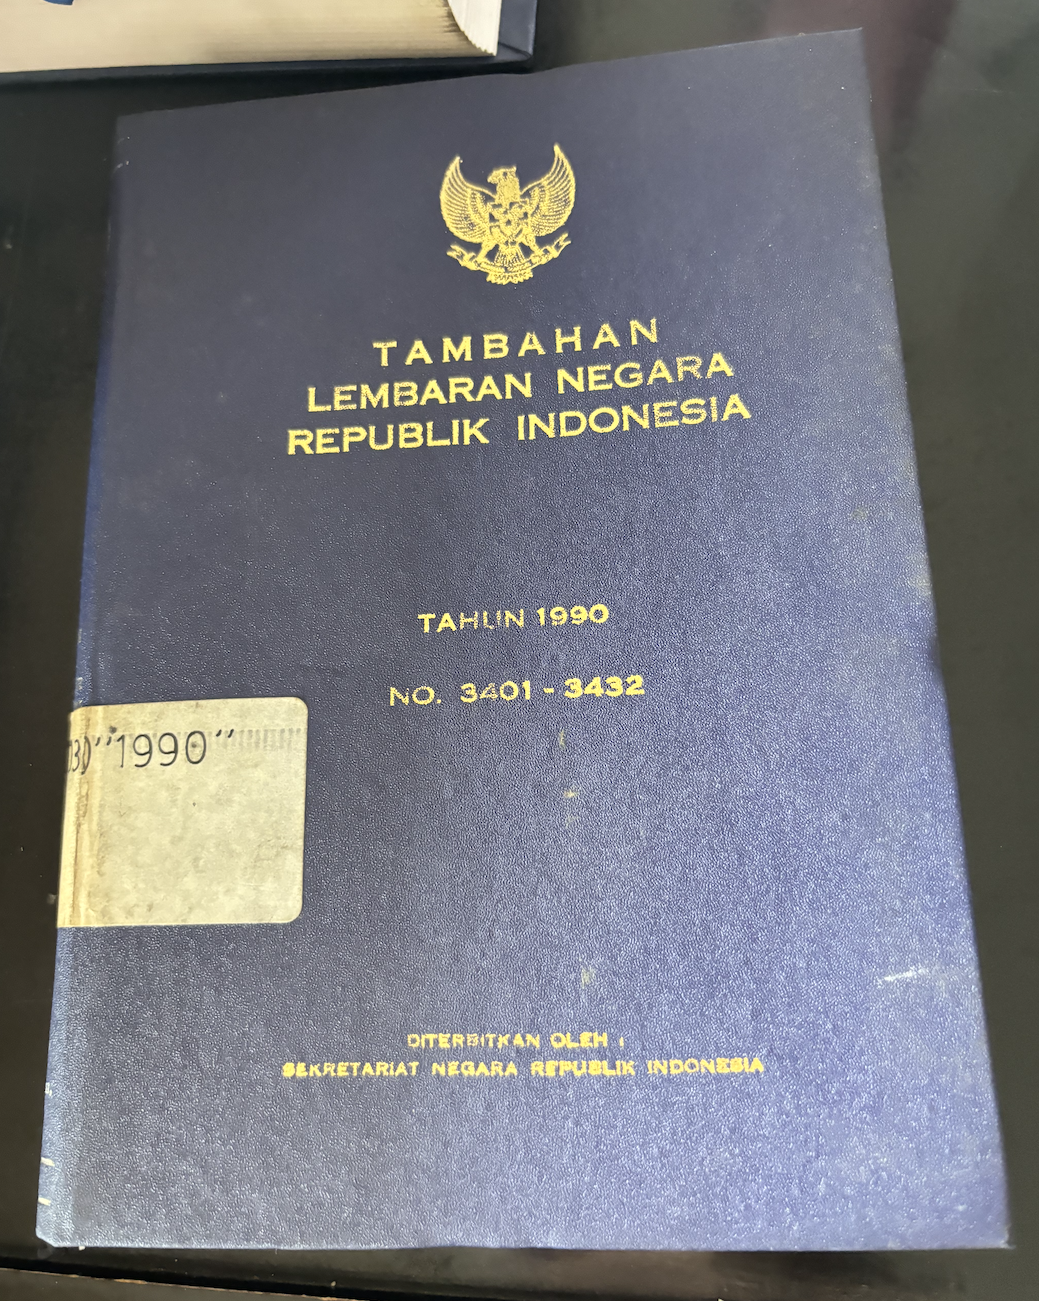 TAMBAHAN
LEMBARAN NEGARA
REPUBLIK INDONESIA
TAHUN 1990
NO. 3401 - 3432
"1990"
DITERBITKAN OLEH :
SEKRETARIAT NEGARA REPUBLIK INDONESIA